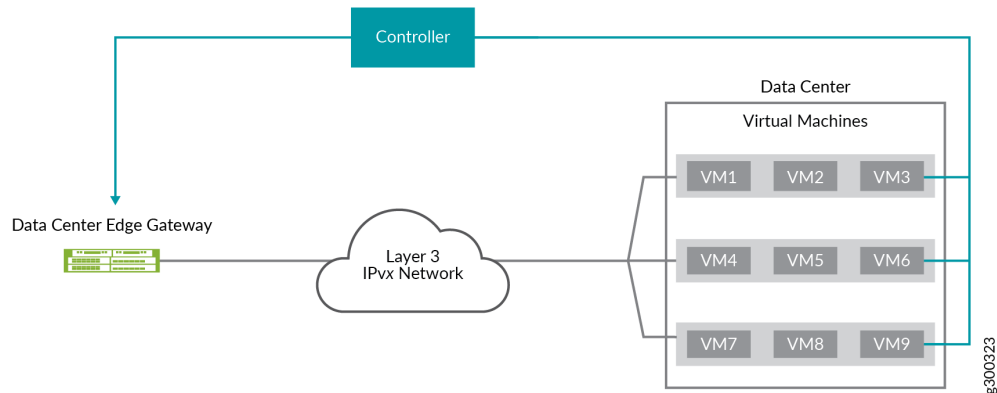 Controller
Data Center
Virtual Machines
VM1 VM2 VM3
Data Center Edge Gateway
Layer 3
IPvx Network
VM4 VM5 VM6
VM7 VM8 VM9
g300323